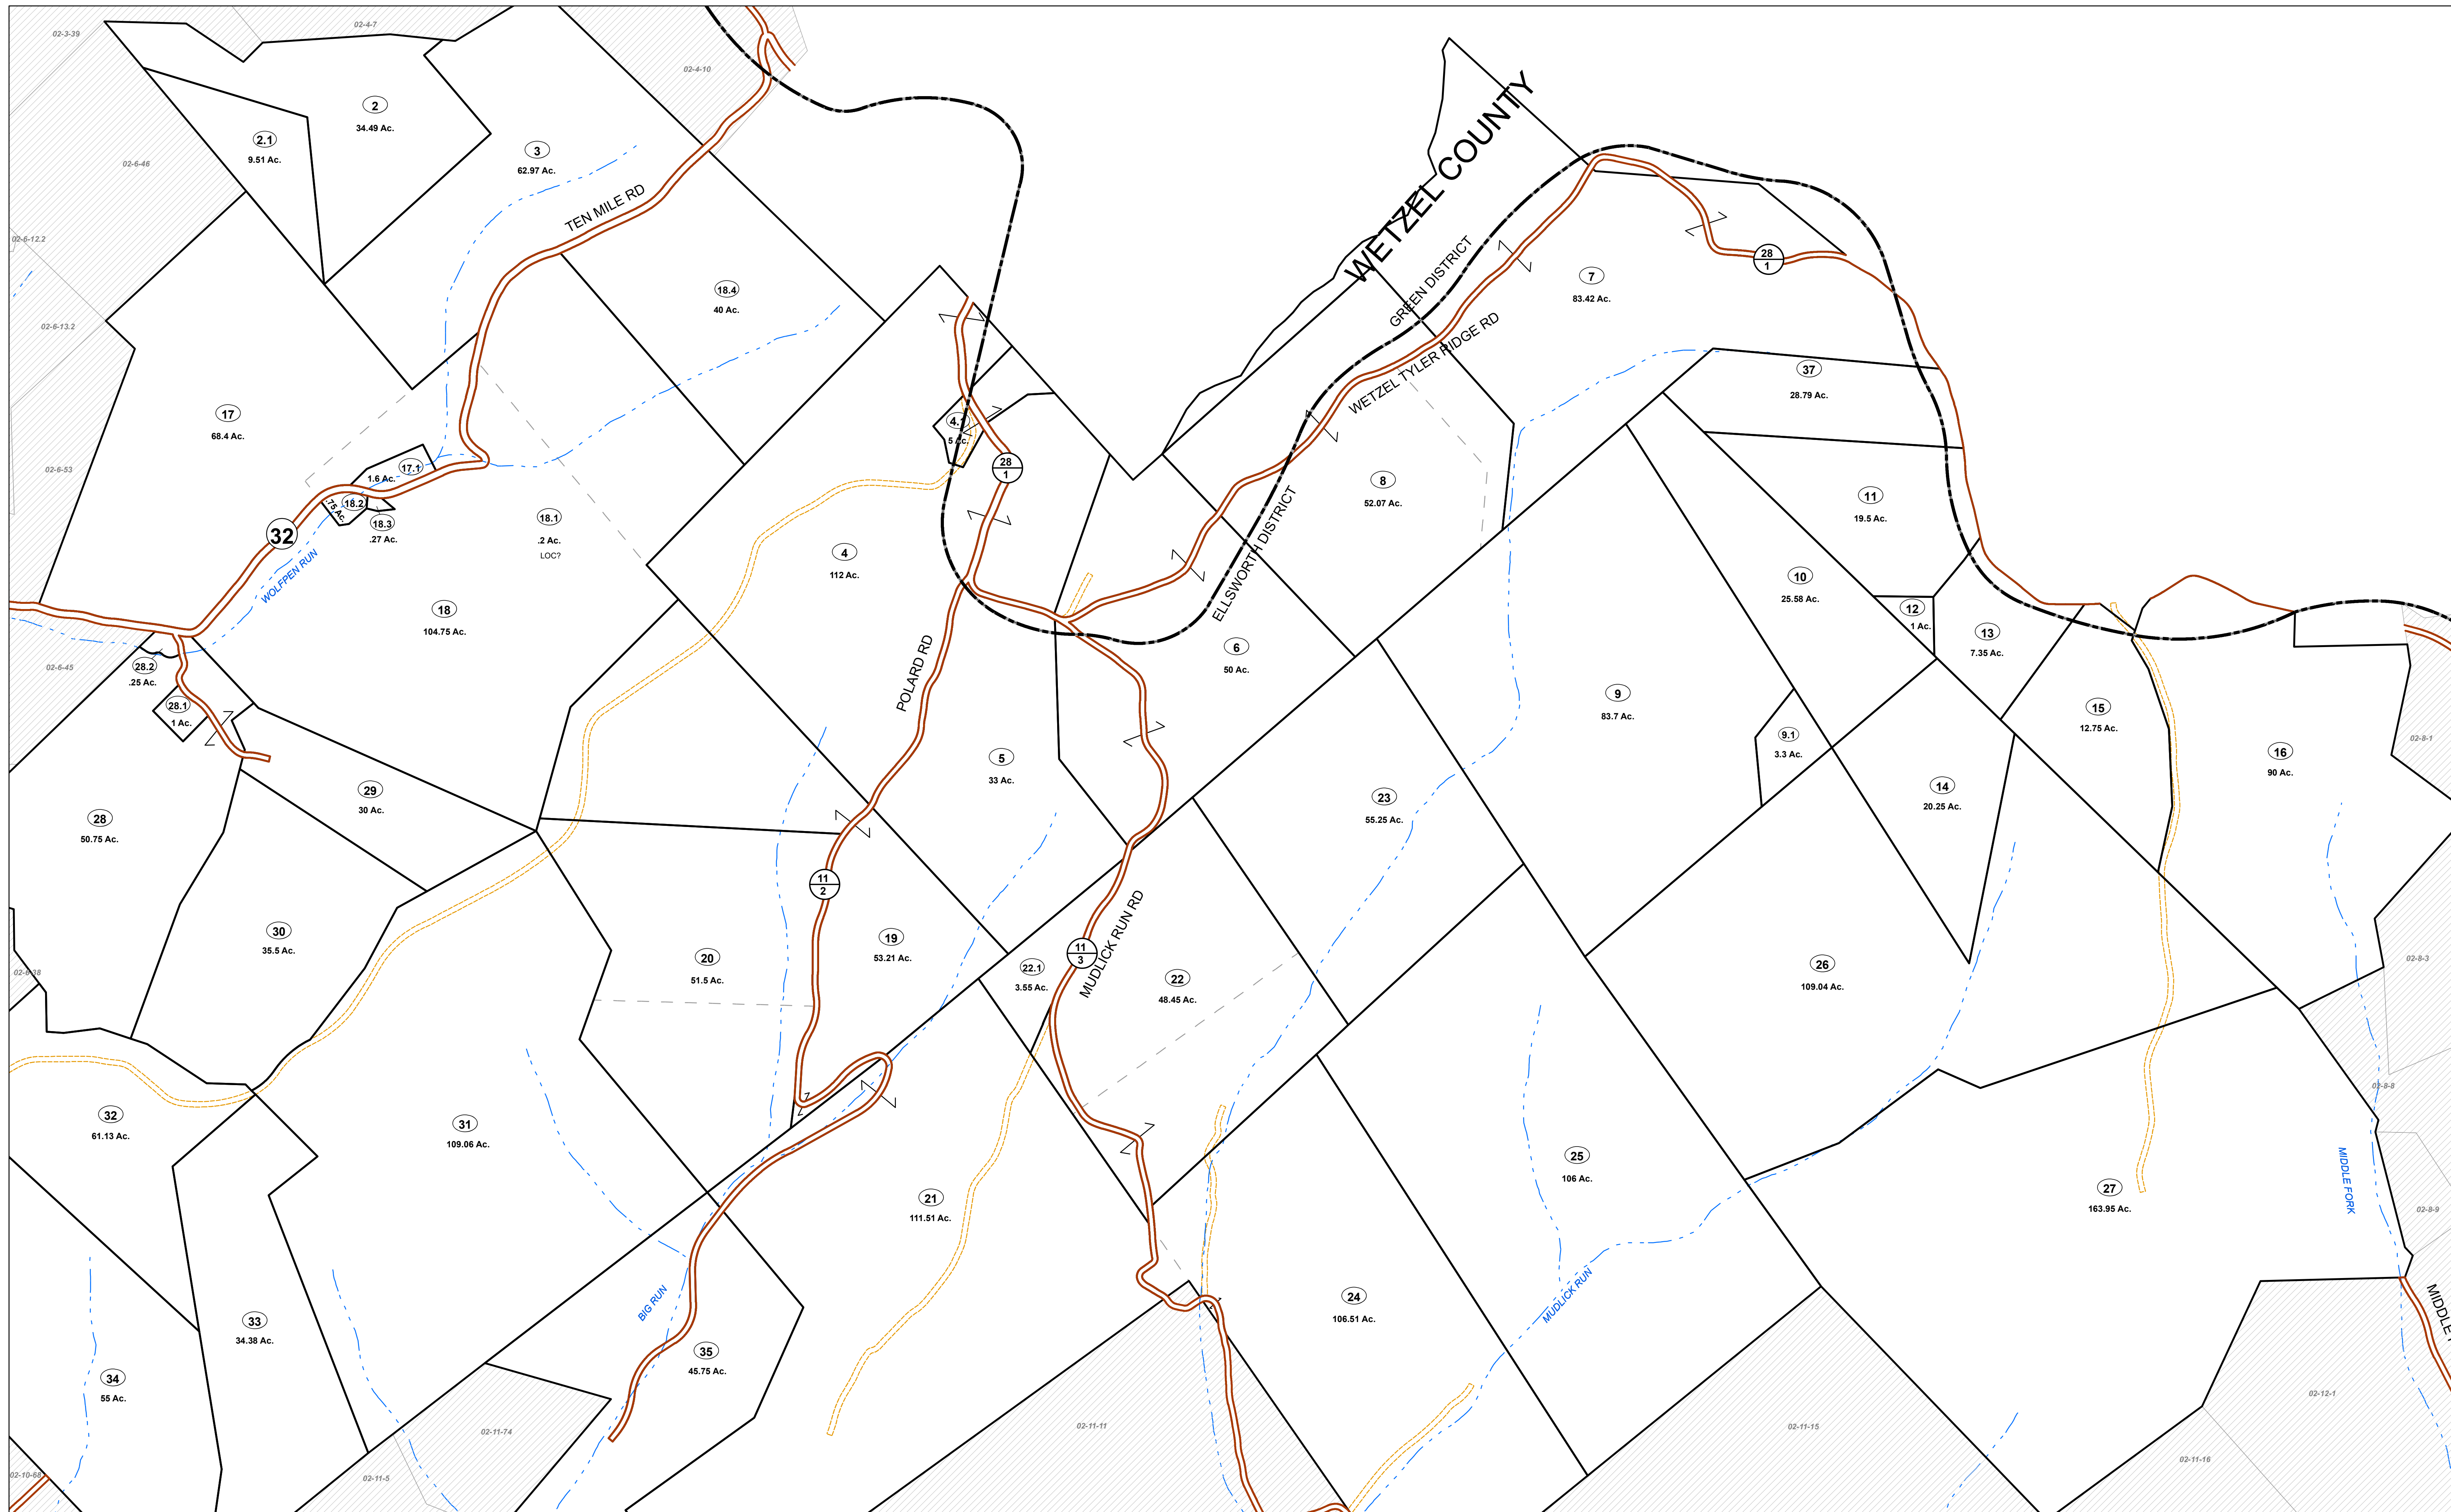 02-3-39
02-4-7
02-4-10
2
34.49 Ac.
2.1
9.51 Ac.
3
62.97 Ac.
02-6-46
TEN MILE RD
WETZEL COUNTY
02-6-12.2
GREEN DISTRICT
28
1
7
83.42 Ac.
18.4
40 Ac.
02-6-13.2
WETZEL TYLER RIDGE RD
37
28.79 Ac.
17
68.4 Ac.
4.1
5 Ac.
02-6-53
17.1
1.6 Ac.
28
1
8
52.07 Ac.
11
19.5 Ac.
18.2
.75 Ac.
18.3
.27 Ac.
18.1
.2 Ac.
LOC?
32
4
112 Ac.
ELLSWORTH DISTRICT
WOLFPEN RUN
10
25.58 Ac.
18
104.75 Ac.
12
1 Ac.
13
7.35 Ac.
6
50 Ac.
02-6-45
28.2
.25 Ac.
POLARD RD
28.1
1 Ac.
9
83.7 Ac.
15
12.75 Ac.
9.1
3.3 Ac.
02-8-1
16
90 Ac.
5
33 Ac.
29
30 Ac.
14
20.25 Ac.
23
55.25 Ac.
28
50.75 Ac.
11
2
30
35.5 Ac.
19
53.21 Ac.
20
51.5 Ac.
11
3
MUDLICK RUN RD
22.1
3.55 Ac.
22
48.45 Ac.
26
109.04 Ac.
02-8-3
02-6-38
02-8-8
32
61.13 Ac.
31
109.06 Ac.
25
106 Ac.
MIDDLE FORK
21
111.51 Ac.
27
163.95 Ac.
02-8-9
BIG RUN
MUDLICK RUN
24
106.51 Ac.
33
34.38 Ac.
35
45.75 Ac.
MIDDLE
34
55 Ac.
02-12-1
02-11-74
02-11-11
02-11-15
02-10-68
02-11-5
02-11-16